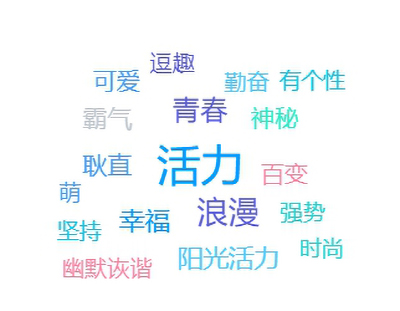 逗趣
可爱
勤奋
有个性
霸气
青春
神秘
耿直
活力
百变
萌
坚持
幸福
浪漫
强势
幽默诙谐
阳光活力
时尚